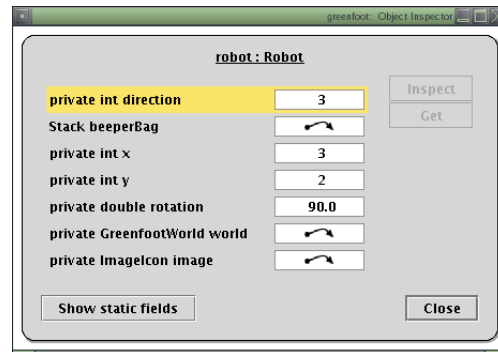 greenfoot: Object Inspector
robot : Robot
private int direction 3
Inspect
Stack beeperBag
Get
private int x 3
private int y 2
private double rotation 90.0
private GreenfootWorld world
private ImageIcon image
Show static fields
Close